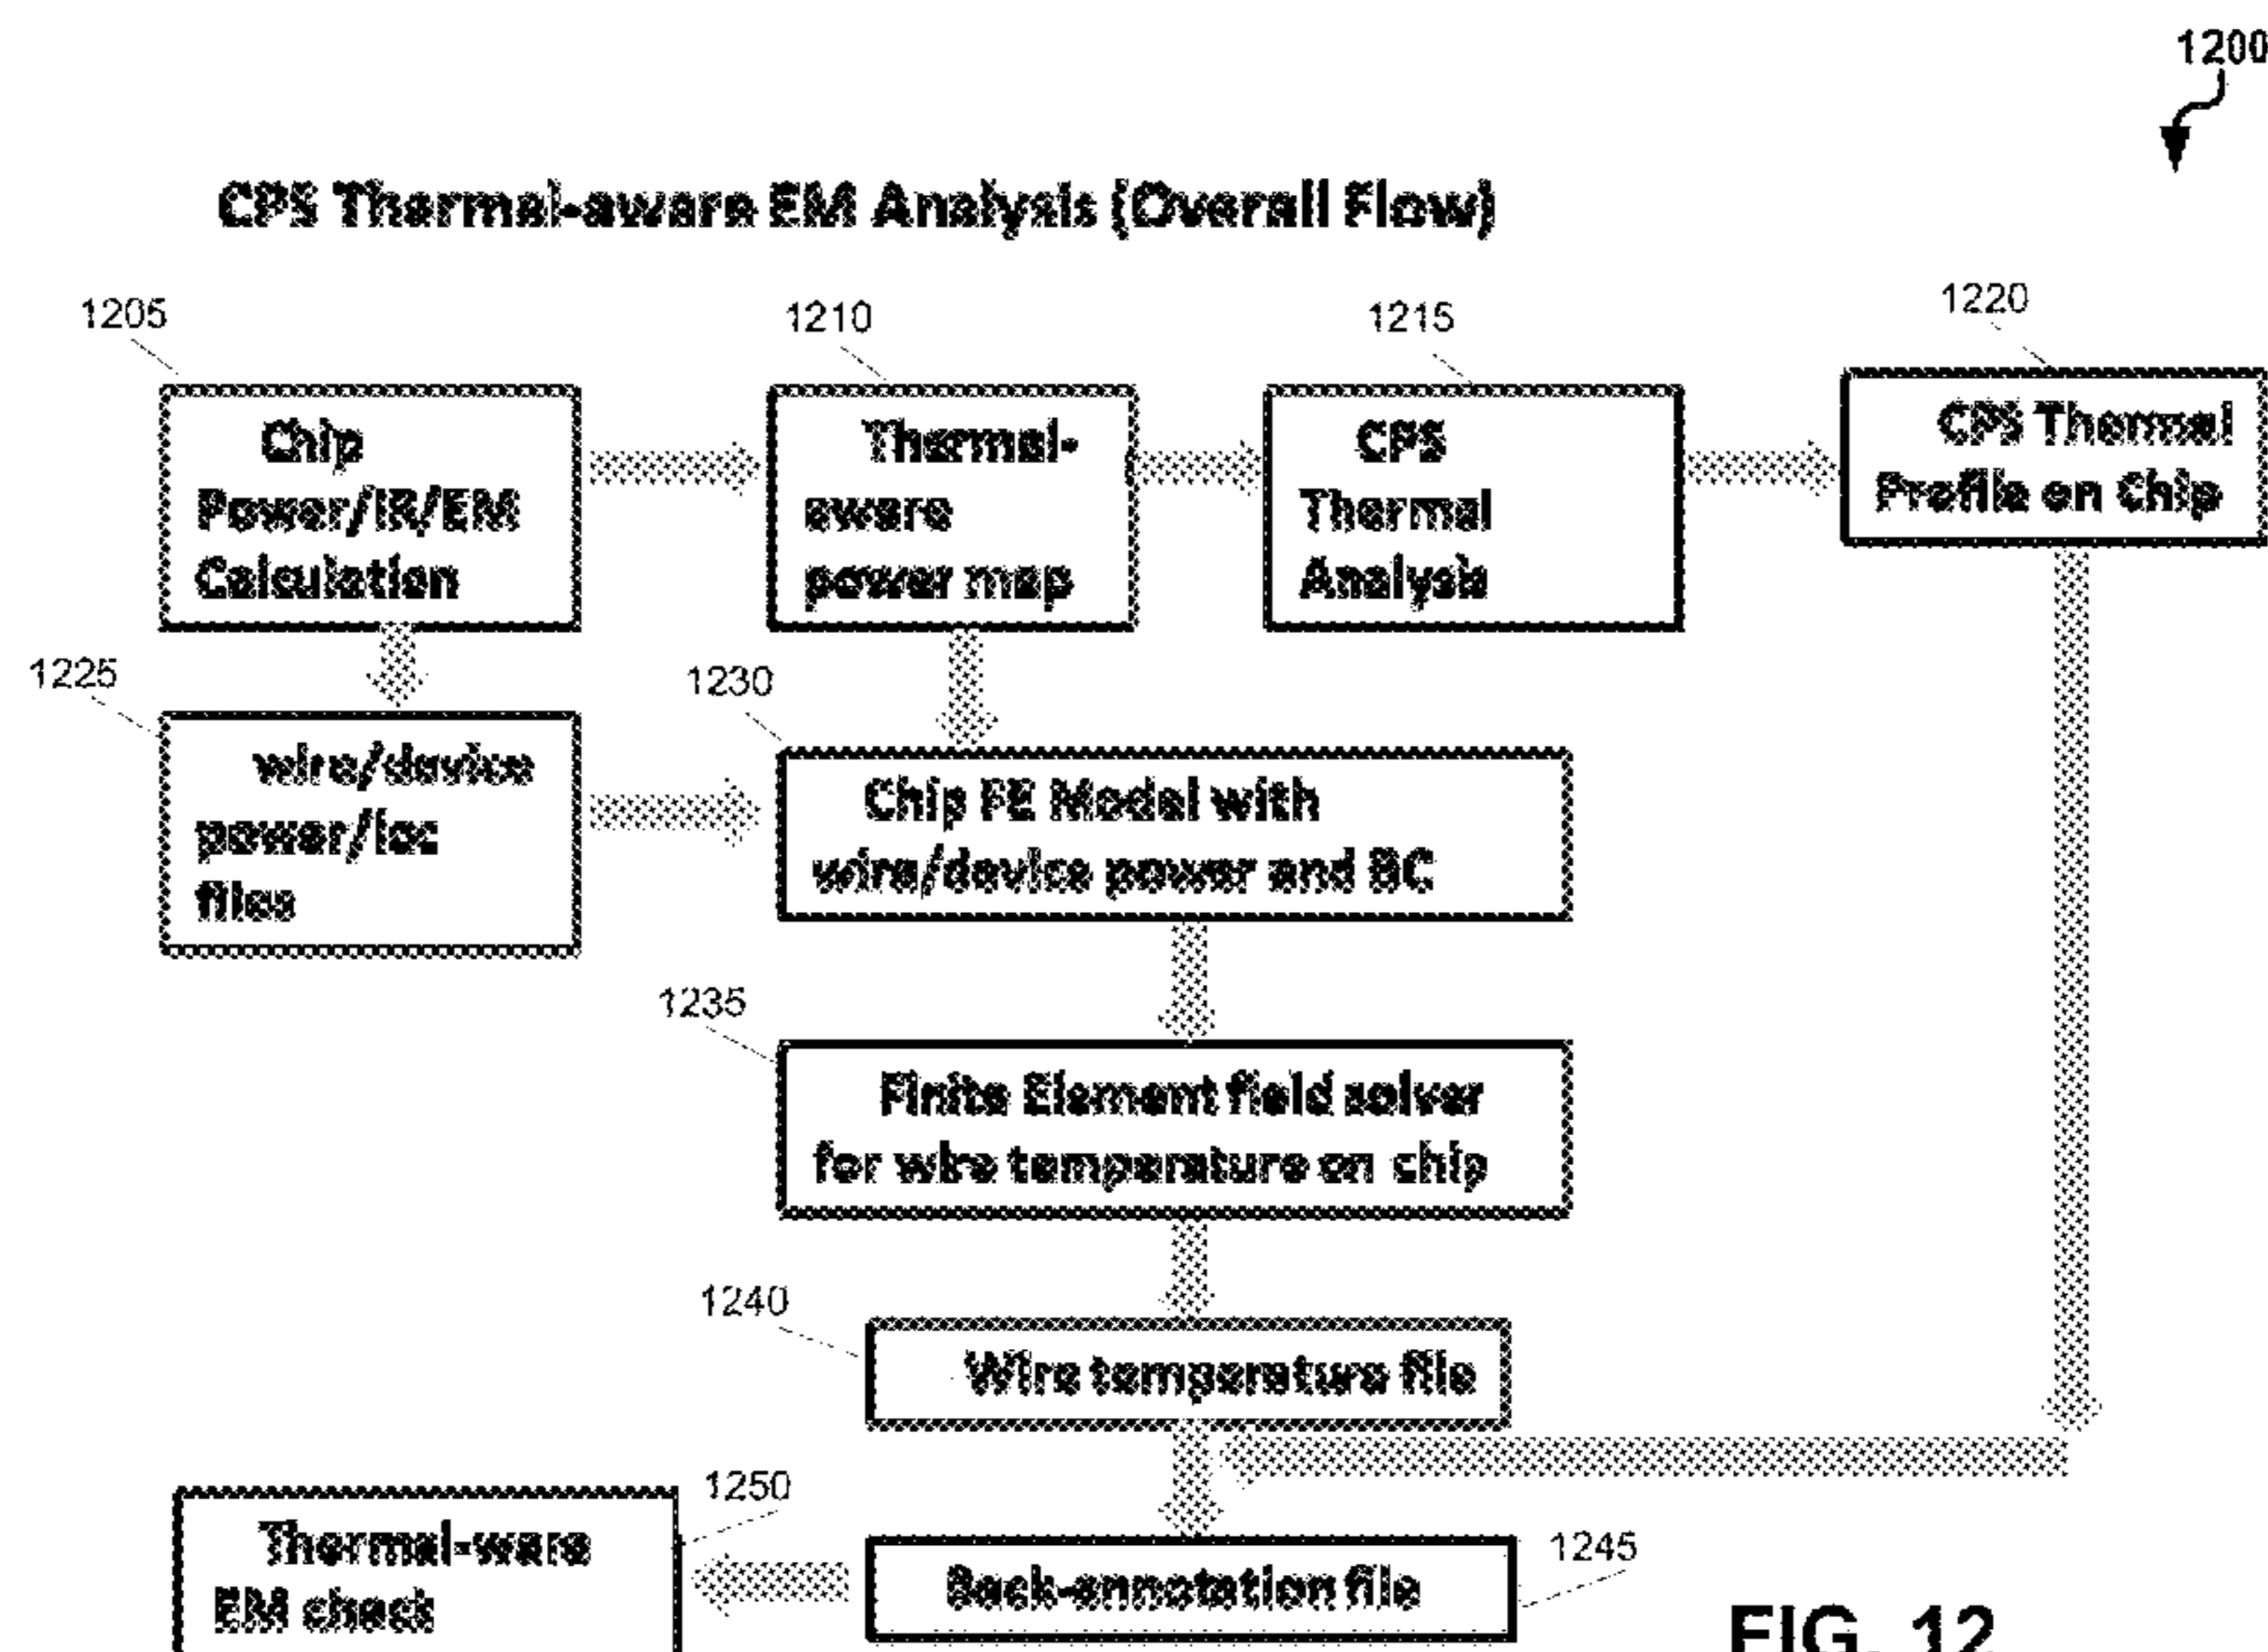 1200
CPS Thermal-aware EM Analysis (Overall Flow)
1205
1210
1215
1220
Chip
Power/IR/EM
Calculation
Thermal-
aware
power map
CPS
Thermal
Analysis
CPS Thermal
Profile on Chip
1225
wire/device
power/loc
files
1230
Chip FE Model with
wire/device power and BC
1235
Finite Element field solver
for wire temperature on chip
1240
Wire temperature file
1250
Thermal-ware
EM check
Back-annotation file
1245
FIG. 12